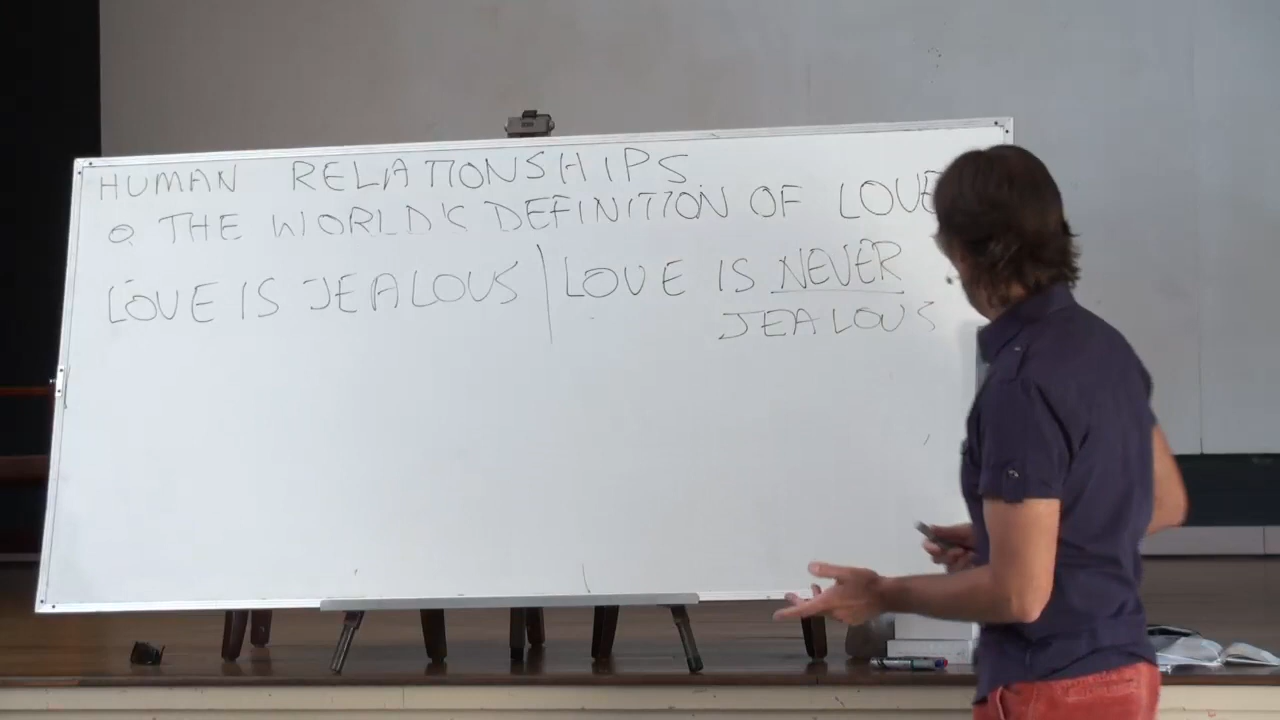 HUMAN RELATIONSHIPS
o THE WORLD'S DEFINITION OF LOVE
LOVE IS JEALOUS | LOVE IS NEVER
JEALOUS